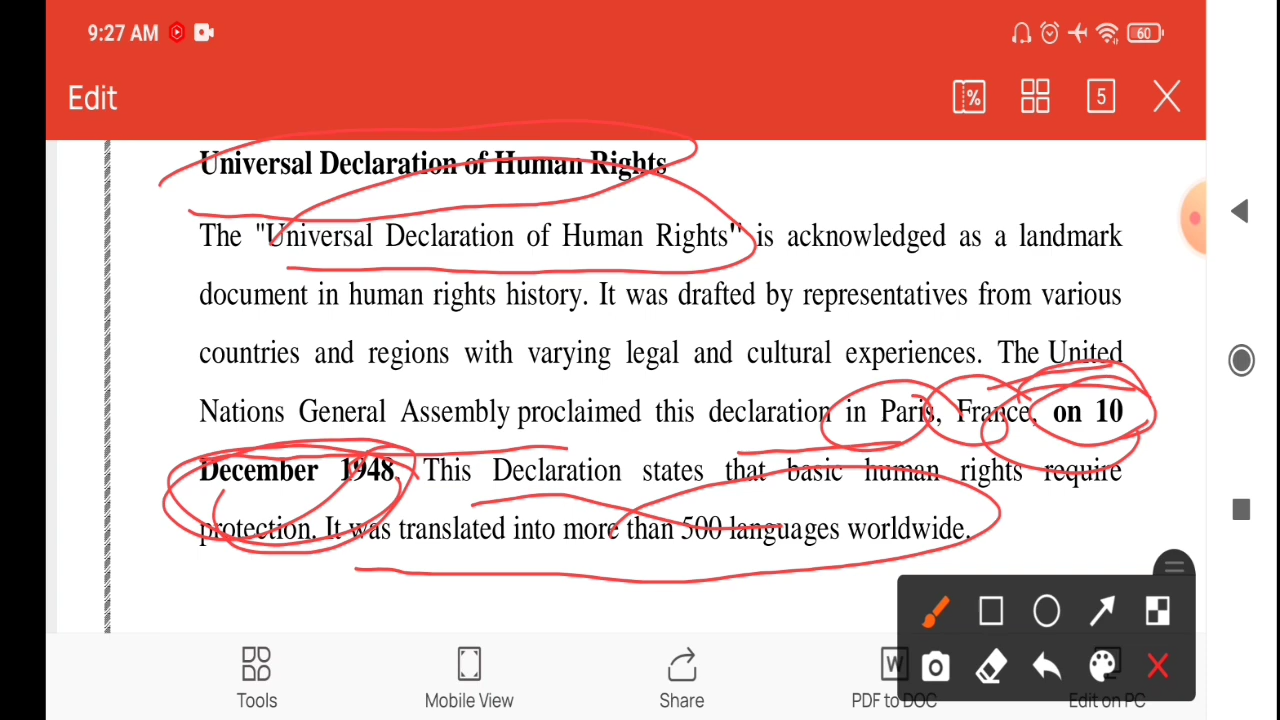 9:27 AM
60
Edit
%
5
Universal Declaration of Human Rights
The "Universal Declaration of Human Rights" is acknowledged as a landmark
document in human rights history. It was drafted by representatives from various
countries and regions with varying legal and cultural experiences. The United
Nations General Assembly proclaimed this declaration in Paris, France, on 10
December 1948. This Declaration states that basic human rights require
protection. It was translated into more than 500 languages worldwide.
W
Tools
Mobile View
Share
PDF to DOC
Edit on PC